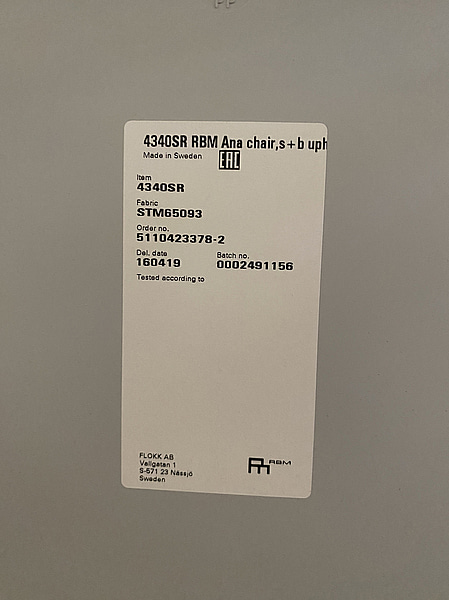 PP
4340SR RBM Ana chair,s+b uph
Made in Sweden EAC
Item
4340SR
Fabric
STM65093
Order no.
5110423378-2
Del. date Batch no.
160419 0002491156
Tested according to
FLOKK AB
Vallgatan 1
S-571 23 Nässjö
Sweden
RBM